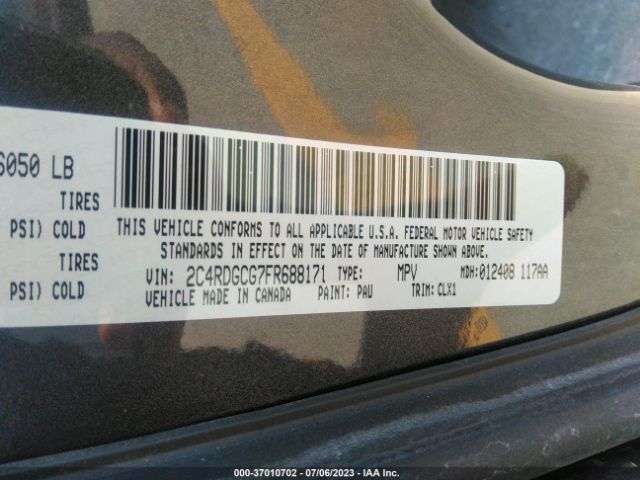 6050 LB
TIRES
PSI) COLD
TIRES
PSI) COLD
THIS VEHICLE CONFORMS TO ALL APPLICABLE U.S.A. FEDERAL MOTOR VEHICLE SAFETY
STANDARDS IN EFFECT ON THE DATE OF MANUFACTURE SHOWN ABOVE.
VIN: 2C4RDGCG7FR688171 TYPE: MPV MDH:012408 117AA
VEHICLE MADE IN CANADA PAINT: PAU TRIM: CLX1
000-37010702 - 07/06/2023 - IAA Inc.